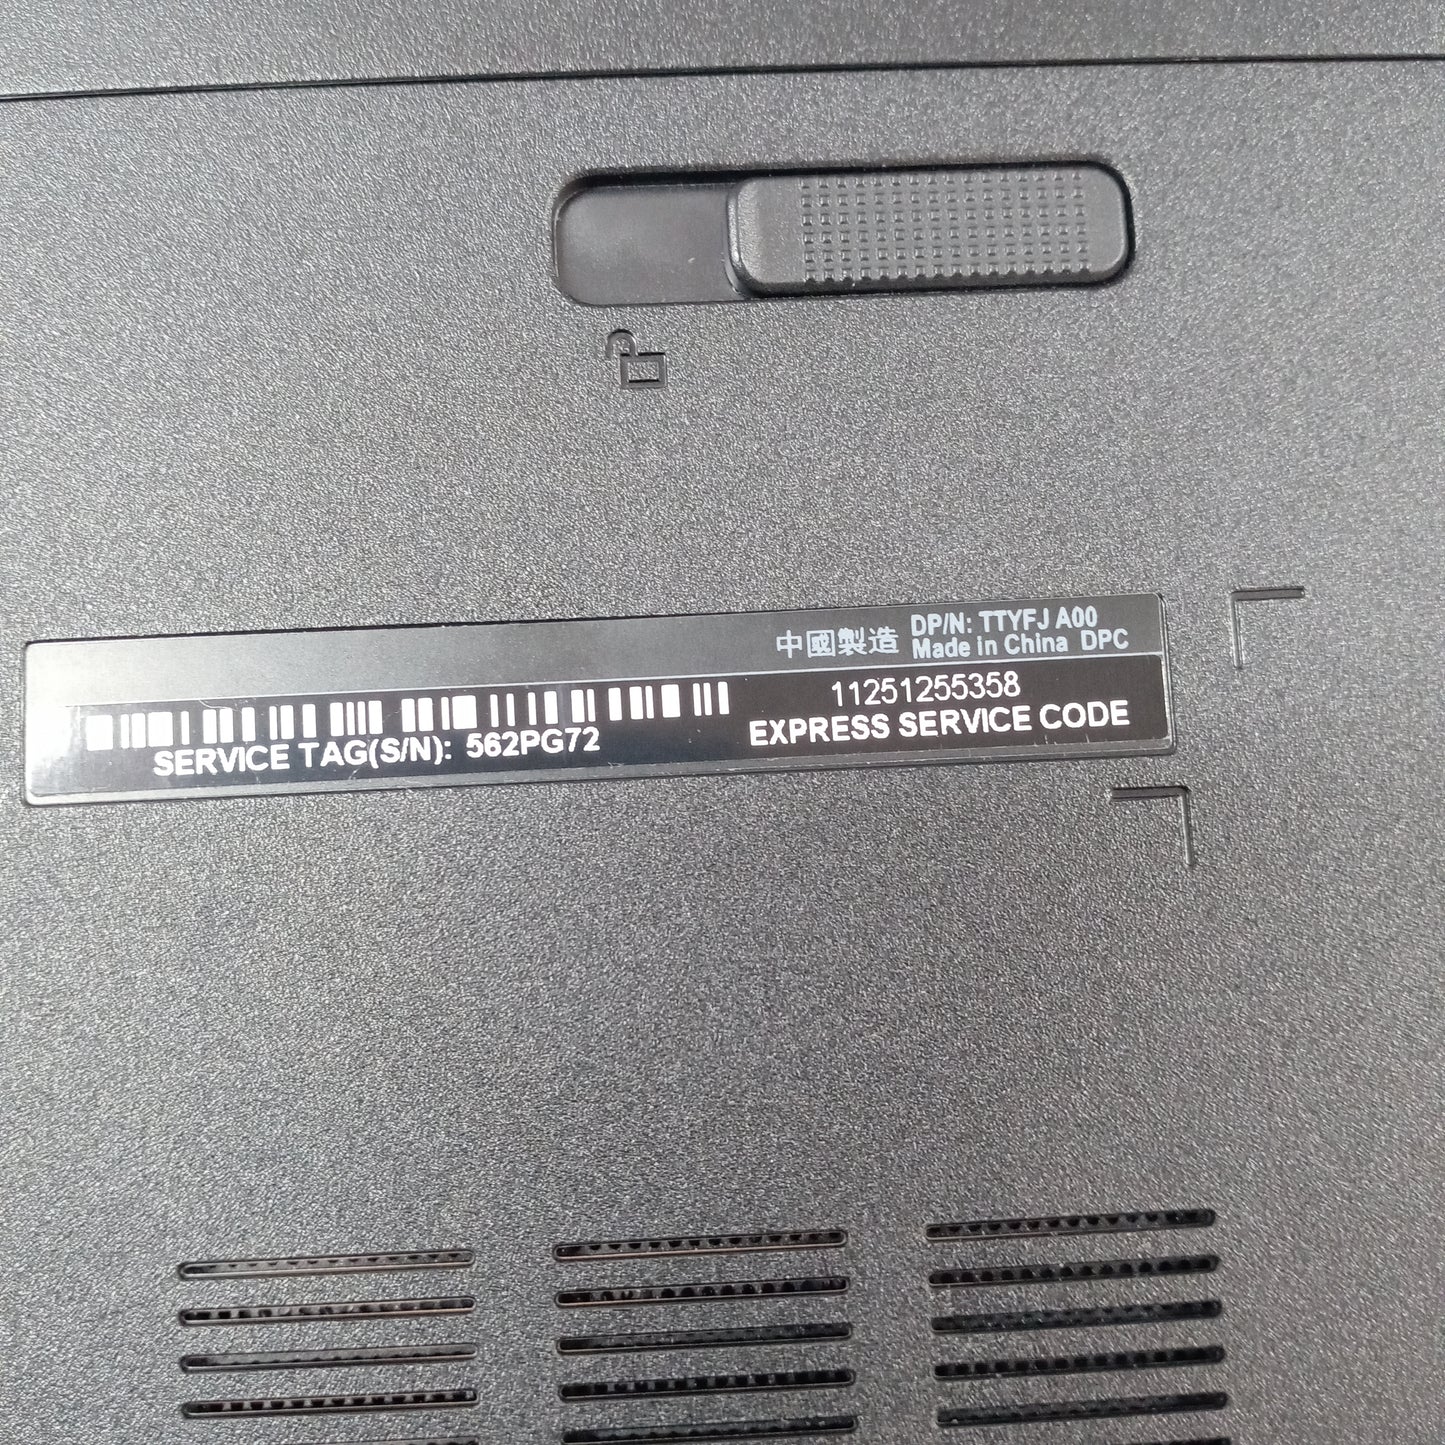 中國製造 DP/N: TTYFJ A00
Made in China DPC
11251255358
SERVICE TAG(S/N): 562PG72
EXPRESS SERVICE CODE